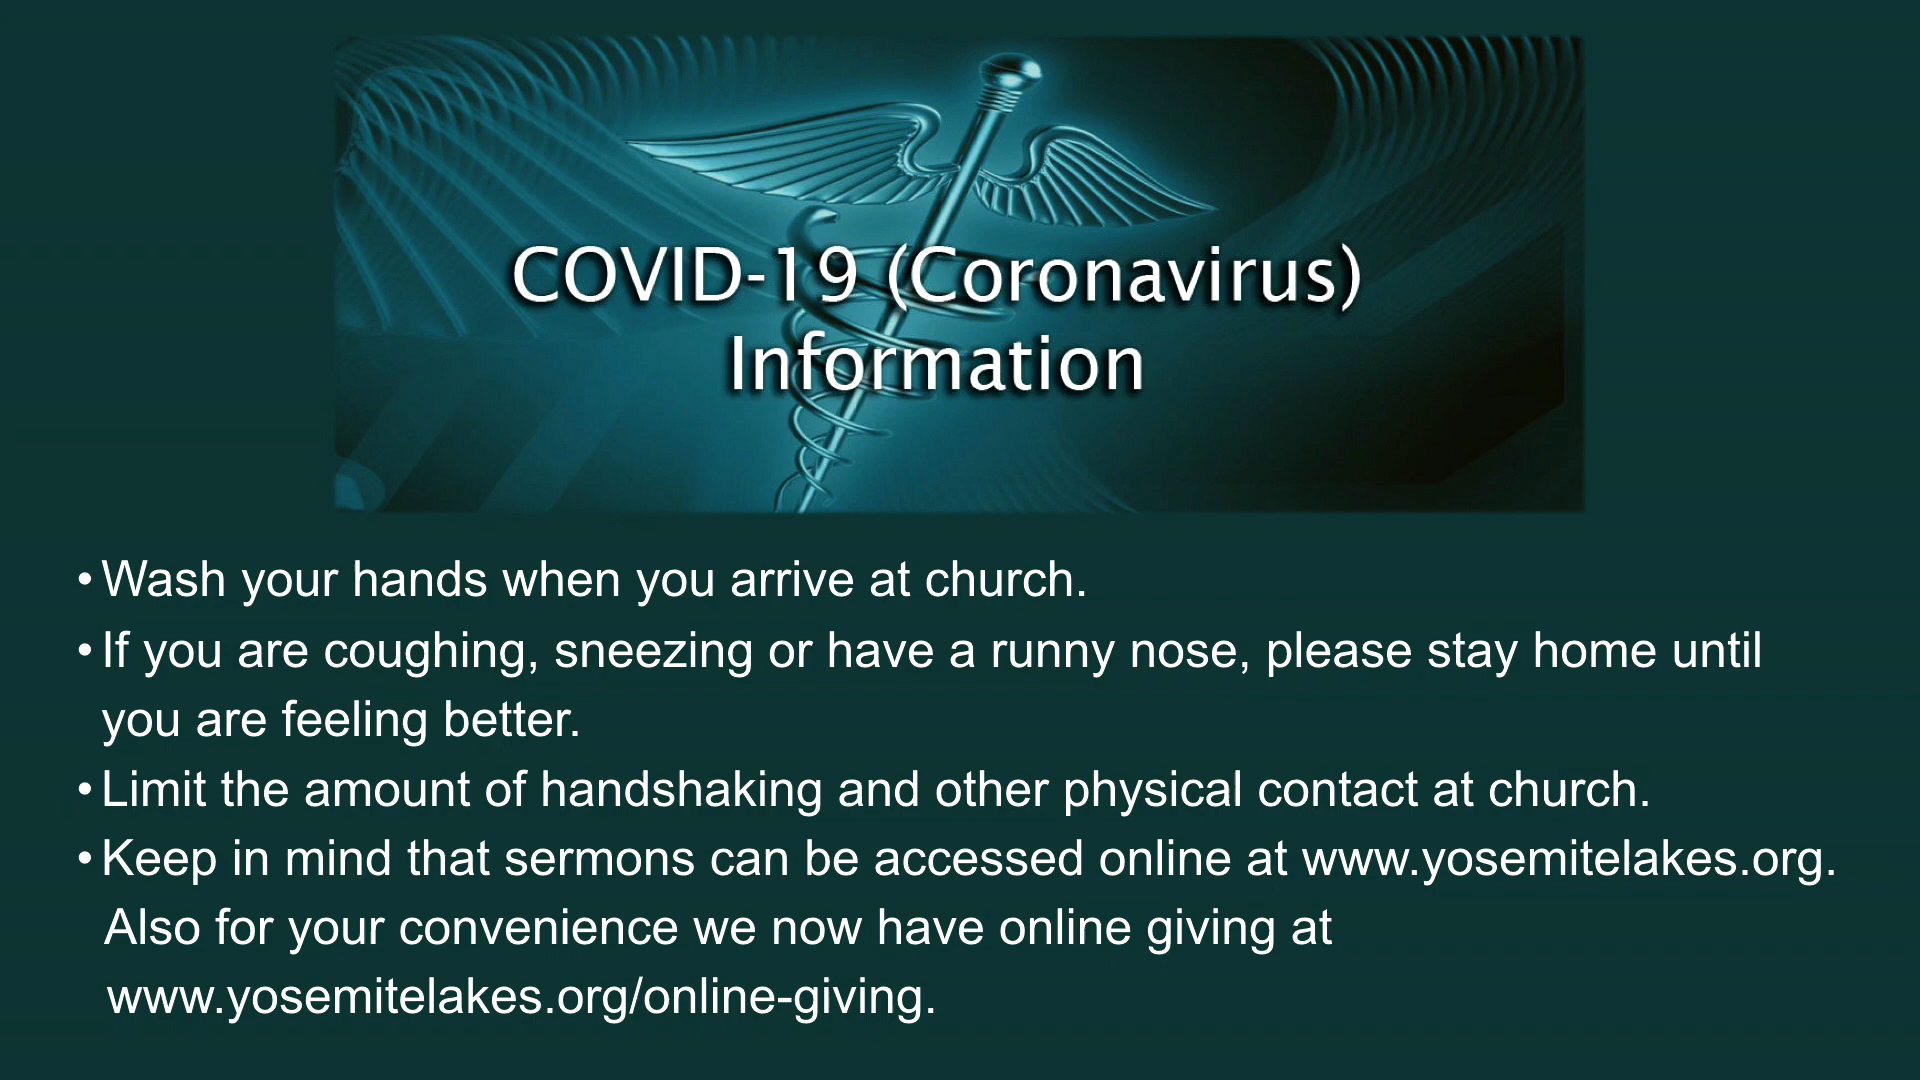 COVID-19 (Coronavirus)
Information
• Wash your hands when you arrive at church.
• If you are coughing, sneezing or have a runny nose, please stay home until
you are feeling better.
• Limit the amount of handshaking and other physical contact at church.
• Keep in mind that sermons can be accessed online at www.yosemitelakes.org.
Also for your convenience we now have online giving at
www.yosemitelakes.org/online-giving.